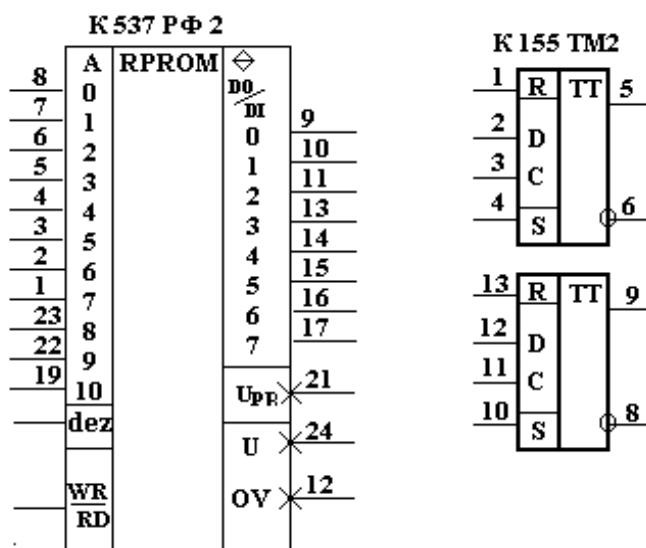 К 537 РФ 2
A RPROM
DO/DI
8 0
7 1
6 2
5 3
4 4
3 5
2 6
1 7
23 8
22 9
19 10
dez
WR
RD
0 9
1 10
2 11
3 13
4 14
5 15
6 16
7 17
UPR 21
U 24
OV 12
К 155 ТМ2
1 R TT 5
2 D
3 C
4 S 6
13 R TT 9
12 D
11 C
10 S 8